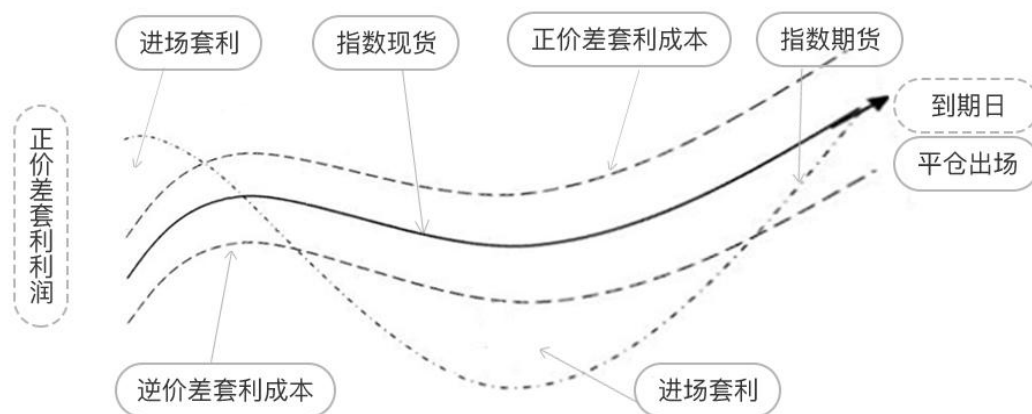 进场套利
指数现货
正价差套利成本
指数期货
正价差套利利润
到期日
平仓出场
逆价差套利成本
进场套利